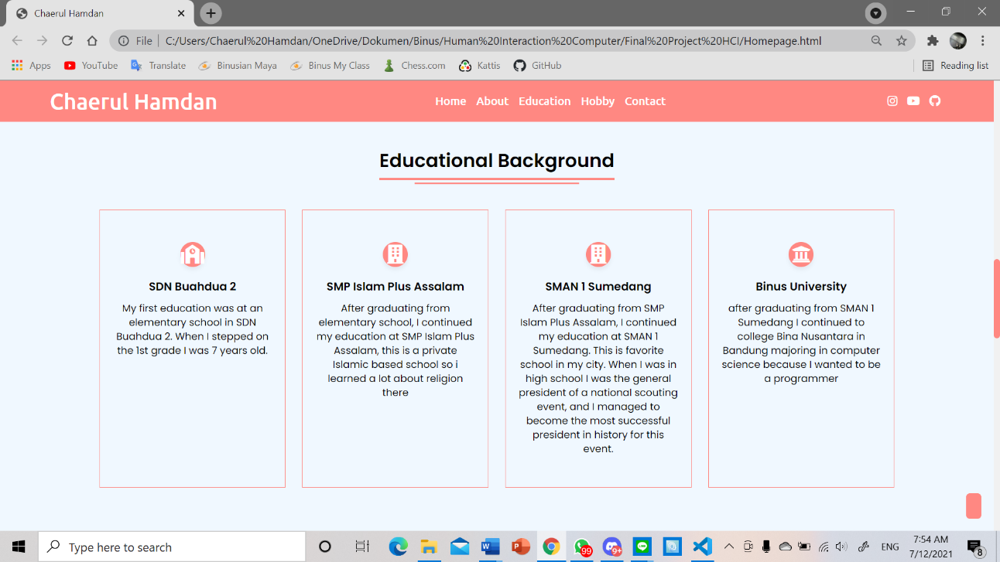 Chaerul Hamdan
File
C:/Users/Chaerul%20Hamdan/OneDrive/Dokumen/Binus/Human%20Interaction%20Computer/Final%20Project%20HCI/Homepage.html
Apps
YouTube
Translate
Binusian Maya
Binus My Class
Chess.com
Kattis
GitHub
Reading list
Chaerul Hamdan
Home
About
Education
Hobby
Contact
Educational Background
SDN Buahdua 2
My first education was at an
elementary school in SDN
Buahdua 2. When I stepped on
the 1st grade I was 7 years old.
SMP Islam Plus Assalam
After graduating from
elementary school, I continued
my education at SMP Islam Plus
Assalam, this is a private
Islamic based school so i
learned a lot about religion
there
SMAN 1 Sumedang
After graduating from SMP
Islam Plus Assalam, I continued
my education at SMAN 1
Sumedang. This is favorite
school in my city. When I was in
high school I was the general
president of a national scouting
event, and I managed to
become the most successful
president in history for this
event.
Binus University
after graduating from SMAN 1
Sumedang I continued to
college Bina Nusantara in
Bandung majoring in computer
science because I wanted to be
a programmer
Type here to search
99
9+
ENG
7:54 AM
7/12/2021
8